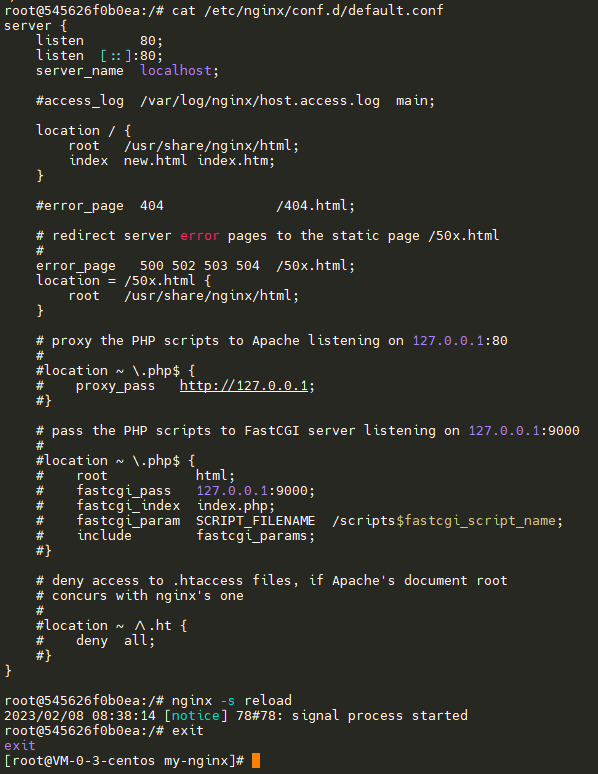 root@545626f0b0ea:/# cat /etc/nginx/conf.d/default.conf
server {
    listen       80;
    listen  [::]:80;
    server_name  localhost;

    #access_log  /var/log/nginx/host.access.log  main;

    location / {
        root   /usr/share/nginx/html;
        index  new.html index.htm;
    }

    #error_page  404              /404.html;

    # redirect server error pages to the static page /50x.html
    #
    error_page   500 502 503 504  /50x.html;
    location = /50x.html {
        root   /usr/share/nginx/html;
    }

    # proxy the PHP scripts to Apache listening on 127.0.0.1:80
    #
    #location ~ \.php$ {
    #    proxy_pass   http://127.0.0.1;
    #}

    # pass the PHP scripts to FastCGI server listening on 127.0.0.1:9000
    #
    #location ~ \.php$ {
    #    root           html;
    #    fastcgi_pass   127.0.0.1:9000;
    #    fastcgi_index  index.php;
    #    fastcgi_param  SCRIPT_FILENAME  /scripts$fastcgi_script_name;
    #    include        fastcgi_params;
    #}

    # deny access to .htaccess files, if Apache's document root
    # concurs with nginx's one
    #
    #location ~ /\.ht {
    #    deny  all;
    #}
}

root@545626f0b0ea:/# nginx -s reload
2023/02/08 08:38:14 [notice] 78#78: signal process started
root@545626f0b0ea:/# exit
exit
[root@VM-0-3-centos my-nginx]#